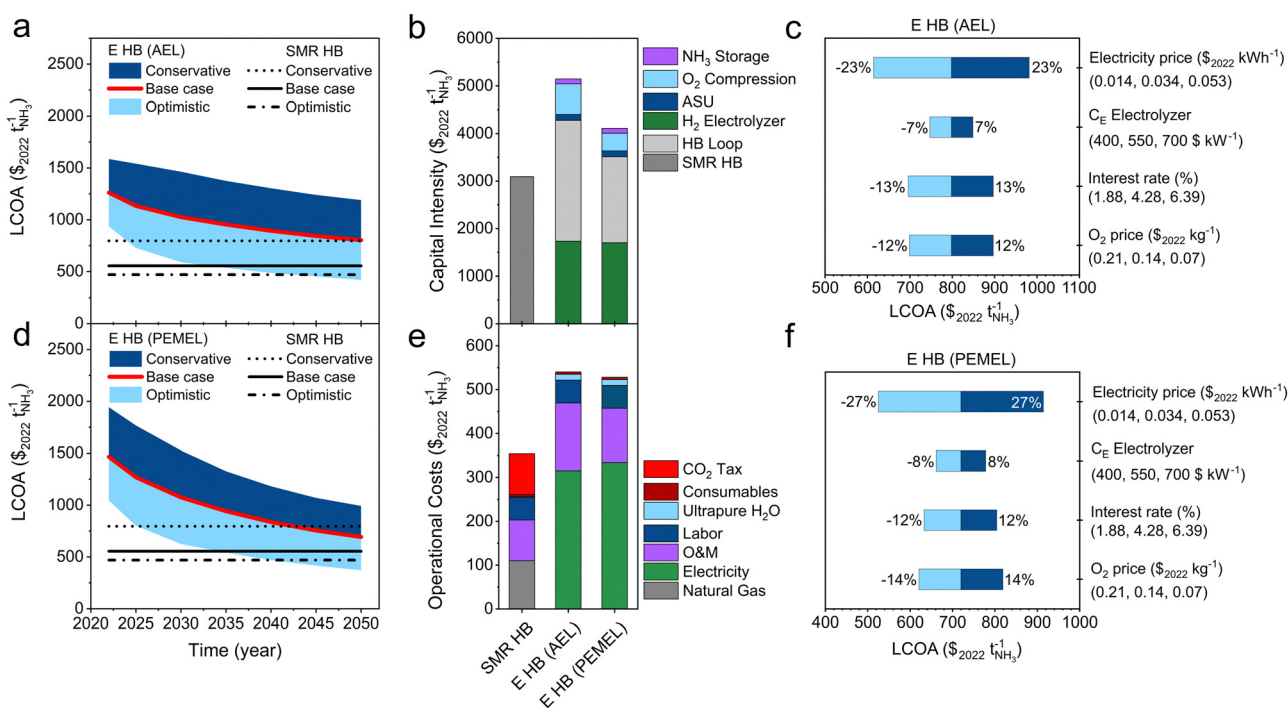 a
E HB (AEL)
SMR HB
Conservative
Conservative
Base case
Base case
Optimistic
Optimistic
2500
2000
1500
1000
500
0
LCOA ($2022 t-1NH3)
b
6000
5000
4000
3000
2000
1000
0
Capital Intensity ($2022 t-1NH3)
NH3 Storage
O2 Compression
ASU
H2 Electrolyzer
HB Loop
SMR HB
c
E HB (AEL)
-23%
23%
Electricity price ($2022 kWh-1)
(0.014, 0.034, 0.053)
-7%
7%
CE Electrolyzer
(400, 550, 700 $ kW-1)
-13%
13%
Interest rate (%)
(1.88, 4.28, 6.39)
-12%
12%
O2 price ($2022 kg-1)
(0.21, 0.14, 0.07)
500 600 700 800 900 1000 1100
LCOA ($2022 t-1NH3)
d
E HB (PEMEL)
SMR HB
Conservative
Conservative
Base case
Base case
Optimistic
Optimistic
2500
2000
1500
1000
500
0
LCOA ($2022 t-1NH3)
2020 2025 2030 2035 2040 2045 2050
Time (year)
e
500
400
300
200
100
0
Operational Costs ($2022 t-1NH3)
CO2 Tax
Consumables
Ultrapure H2O
Labor
O&M
Electricity
Natural Gas
SMR HB
E HB (AEL)
E HB (PEMEL)
f
E HB (PEMEL)
-27%
27%
Electricity price ($2022 kWh-1)
(0.014, 0.034, 0.053)
-8%
8%
CE Electrolyzer
(400, 550, 700 $ kW-1)
-12%
12%
Interest rate (%)
(1.88, 4.28, 6.39)
-14%
14%
O2 price ($2022 kg-1)
(0.21, 0.14, 0.07)
400 500 600 700 800 900 1000
LCOA ($2022 t-1NH3)